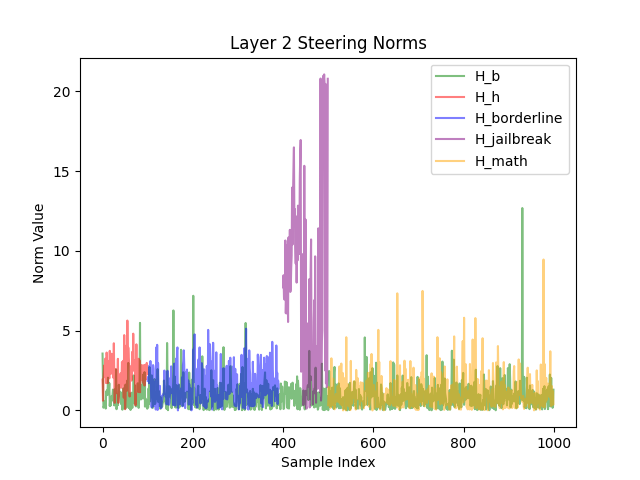 Layer 2 Steering Norms
Norm Value
20
15
10
5
0
H_b
H_h
H_borderline
H_jailbreak
H_math
0 200 400 600 800 1000
Sample Index